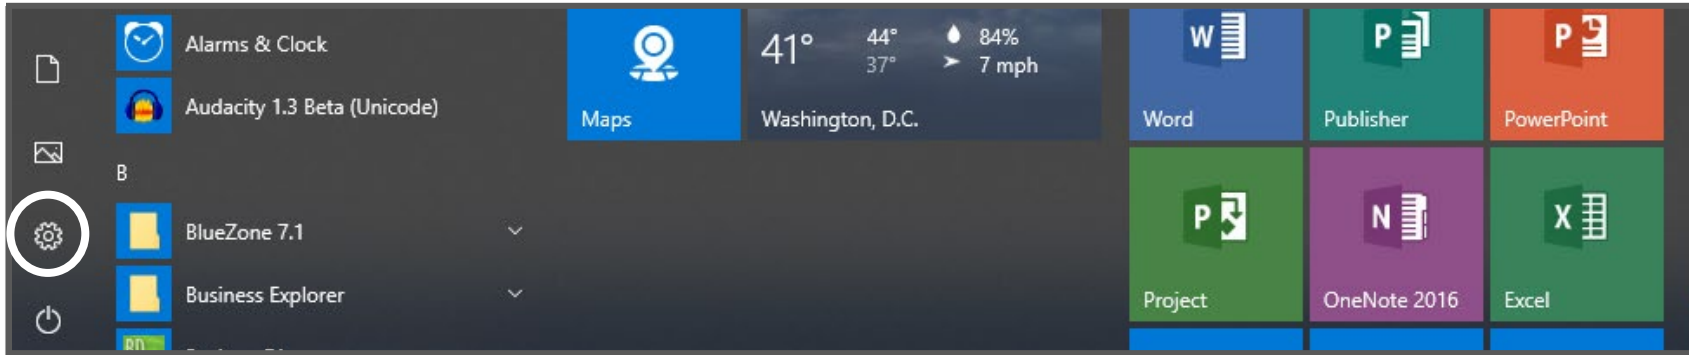 Alarms & Clock
Audacity 1.3 Beta (Unicode)
B
BlueZone 7.1
Business Explorer
Maps
41°
44°
37°
84%
7 mph
Washington, D.C.
W
Word
P
Publisher
P
PowerPoint
P
Project
N
OneNote 2016
X
Excel